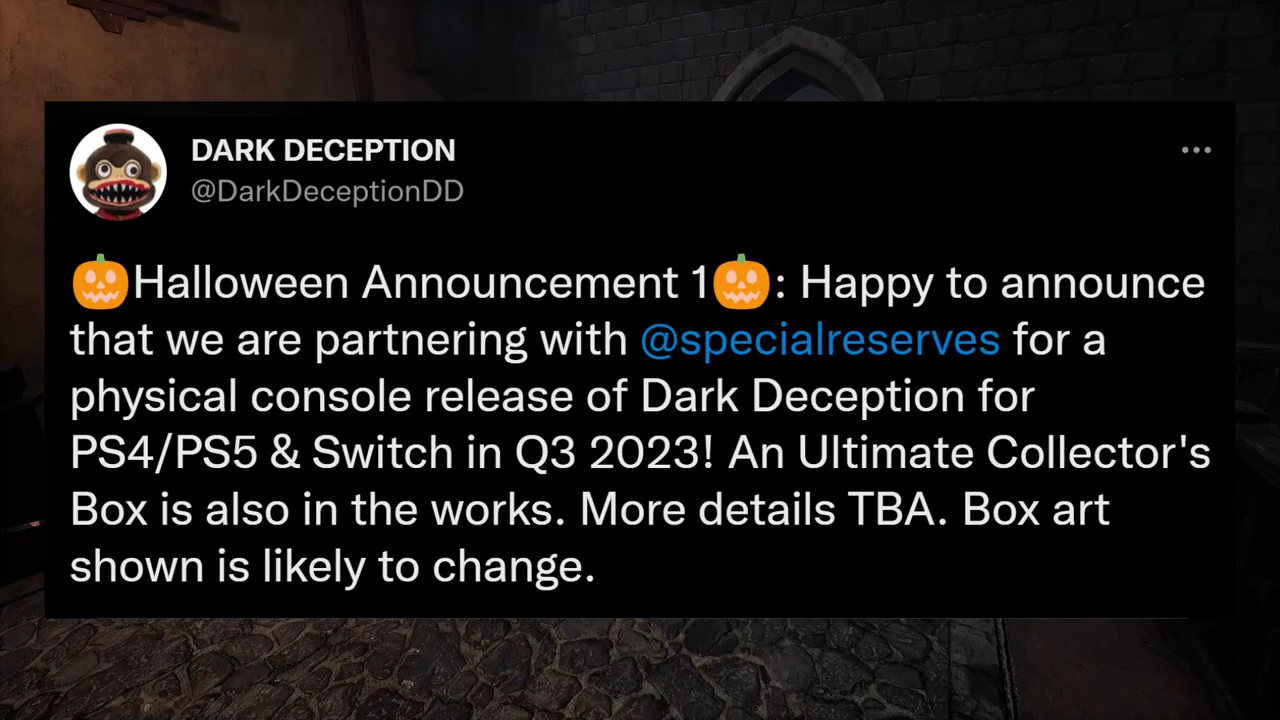 DARK DECEPTION
@DarkDeceptionDD
🎃Halloween Announcement 1🎃: Happy to announce
that we are partnering with @specialreserves for a
physical console release of Dark Deception for
PS4/PS5 & Switch in Q3 2023! An Ultimate Collector's
Box is also in the works. More details TBA. Box art
shown is likely to change.